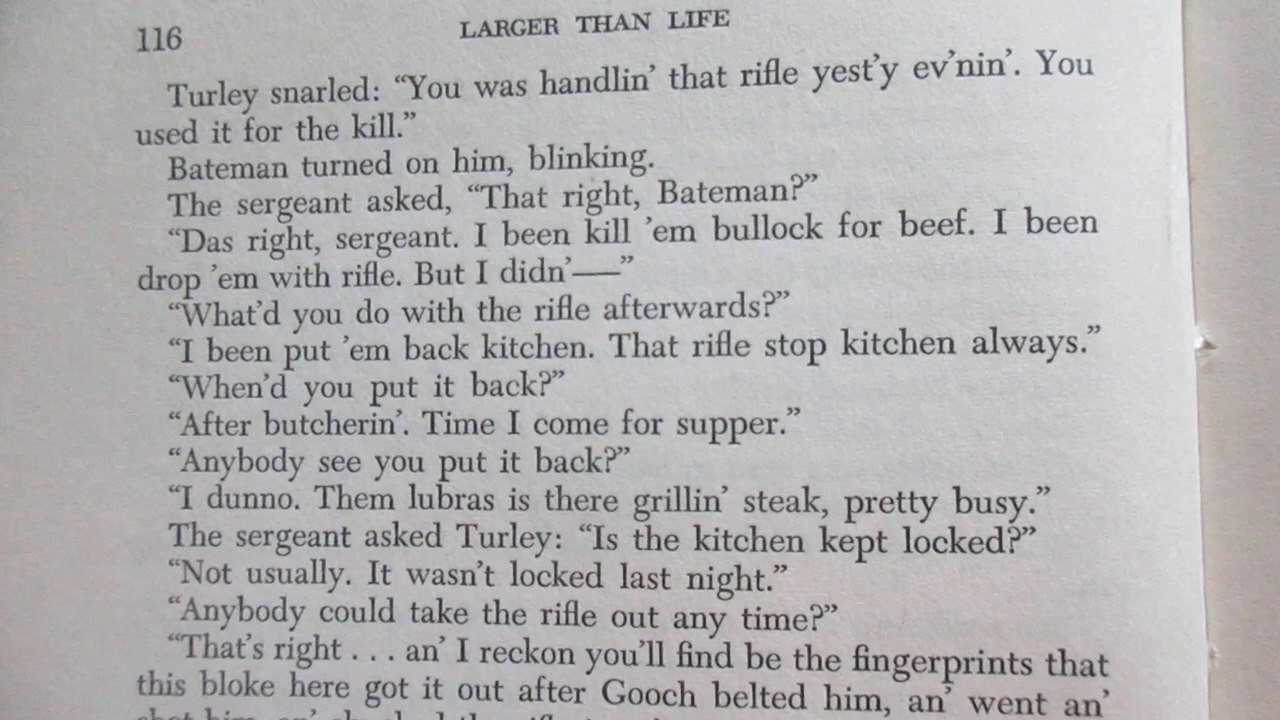 116
LARGER THAN LIFE
Turley snarled: “You was handlin’ that rifle yest’y ev’nin’. You
used it for the kill.”
Bateman turned on him, blinking.
The sergeant asked, “That right, Bateman?”
“Das right, sergeant. I been kill ’em bullock for beef. I been
drop ’em with rifle. But I didn’——”
“What’d you do with the rifle afterwards?”
“I been put ’em back kitchen. That rifle stop kitchen always.”
“When’d you put it back?”
“After butcherin’. Time I come for supper.”
“Anybody see you put it back?”
“I dunno. Them lubras is there grillin’ steak, pretty busy.”
The sergeant asked Turley: “Is the kitchen kept locked?”
“Not usually. It wasn’t locked last night.”
“Anybody could take the rifle out any time?”
“That’s right . . . an’ I reckon you’ll find be the fingerprints that
this bloke here got it out after Gooch belted him, an’ went an’